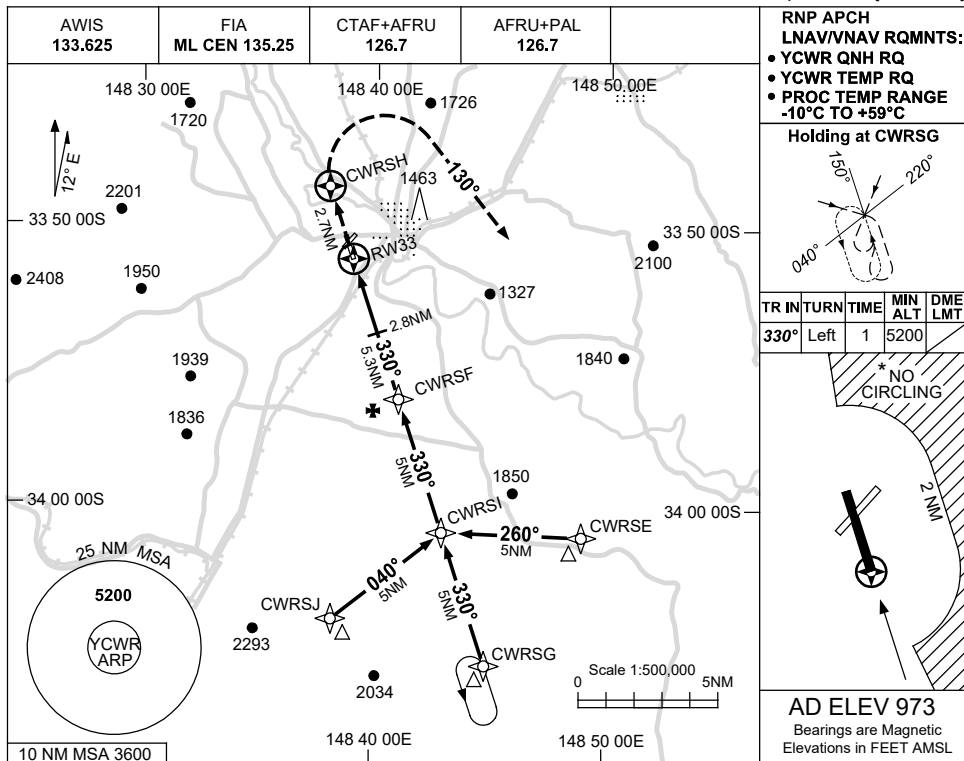 AWIS
133.625
FIA
ML CEN 135.25
CTAF+AFRU
126.7
AFRU+PAL
126.7
RNP APCH
LNAV/VNAV RQMNTS:
• YCWR QNH RQ
• YCWR TEMP RQ
• PROC TEMP RANGE
-10°C TO +59°C
Holding at CWRSG
150°
220°
040°
TR IN TURN TIME MIN ALT DME LMT
330° Left 1 5200
* NO
CIRCLING
2 NM
AD ELEV 973
Bearings are Magnetic
Elevations in FEET AMSL
148 30 00E
148 40 00E
148 50 00E
1720
1726
12° E
CWRSH
130°
1463
2201
33 50 00S
2.7NM
RW33
33 50 00S
2100
2408
1950
1327
2.8NM
330°
5.3NM
1939
CWRSF
1840
1836
330°
5NM
1850
34 00 00S
CWRSI
34 00 00S
260°
5NM
CWRSE
25 NM MSA
5200
YCWR
ARP
040°
5NM
330°
5NM
CWRSJ
2293
CWRSG
2034
Scale 1:500,000
0 5NM
148 40 00E
148 50 00E
10 NM MSA 3600